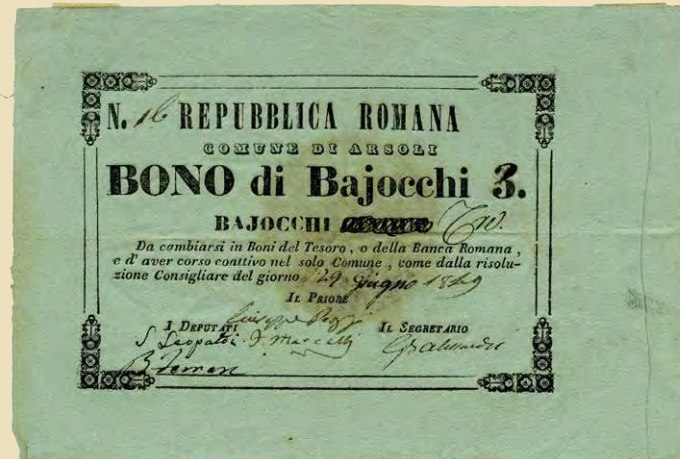 N. 16 REPUBBLICA ROMANA
COMUNE DI ARSOLI
BONO di Bajocchi 3.
BAJOCCHI Tre.
Da cambiarsi in Boni del Tesoro, o della Banca Romana,
e d' aver corso coattivo nel solo Comune, come dalla risolu-
zione Consigliare del giorno 29 giugno 1849
IL PRIORE
Giuseppe
I DEPUTATI IL SEGRETARIO
S Leopaldi